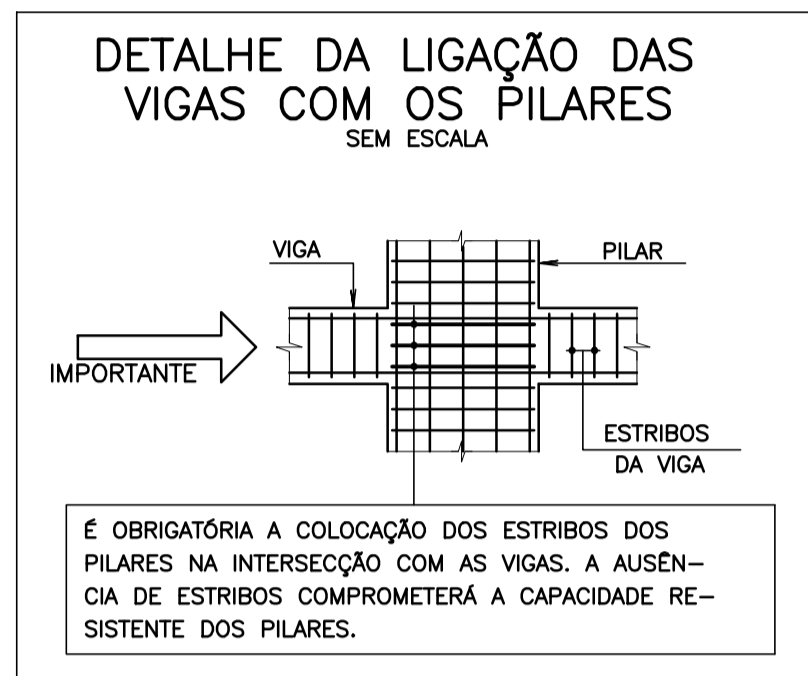 DETALHE DA LIGAÇÃO DAS
VIGAS COM OS PILARES
SEM ESCALA
VIGA
PILAR
IMPORTANTE
ESTRIBOS
DA VIGA
É OBRIGATÓRIA A COLOCAÇÃO DOS ESTRIBOS DOS
PILARES NA INTERSECÇÃO COM AS VIGAS. A AUSÊN-
CIA DE ESTRIBOS COMPROMETERÁ A CAPACIDADE RE-
SISTENTE DOS PILARES.